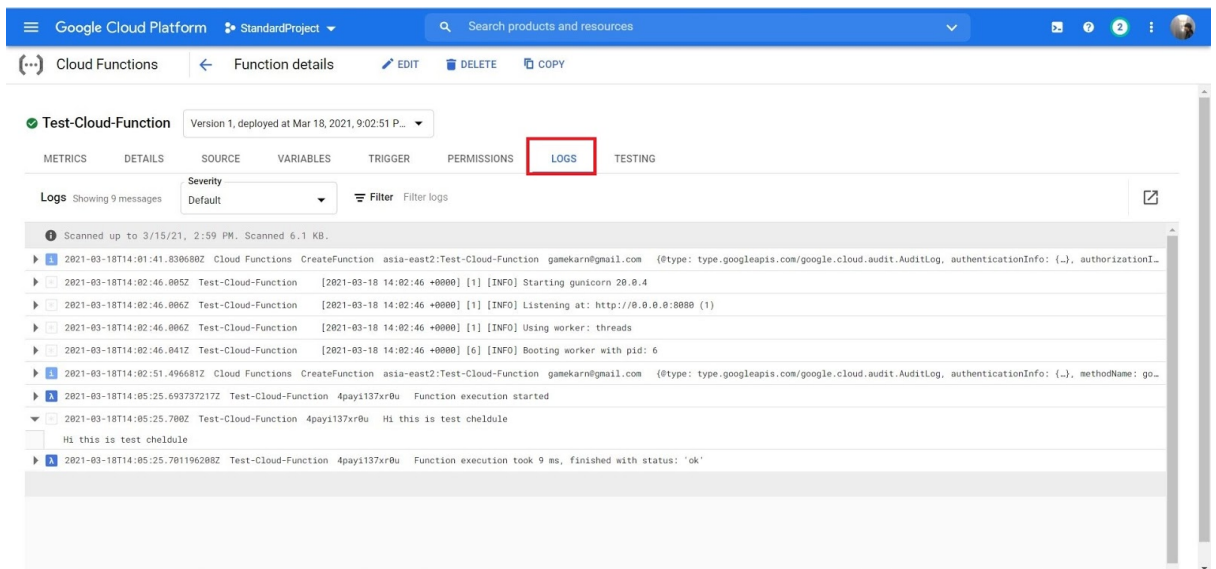 Google Cloud Platform StandardProject Search products and resources 2
Cloud Functions Function details EDIT DELETE COPY
Test-Cloud-Function Version 1, deployed at Mar 18, 2021, 9:02:51 P...
METRICS DETAILS SOURCE VARIABLES TRIGGER PERMISSIONS LOGS TESTING
Severity
Logs Showing 9 messages Default Filter Filter logs
Scanned up to 3/15/21, 2:59 PM. Scanned 6.1 KB.
2021-03-18T14:01:41.830680Z Cloud Functions CreateFunction asia-east2:Test-Cloud-Function gamekarn@gmail.com {@type: type.googleapis.com/google.cloud.audit.AuditLog, authenticationInfo: {…}, authorizationI…
2021-03-18T14:02:46.005Z Test-Cloud-Function [2021-03-18 14:02:46 +0000] [1] [INFO] Starting gunicorn 20.0.4
2021-03-18T14:02:46.006Z Test-Cloud-Function [2021-03-18 14:02:46 +0000] [1] [INFO] Listening at: http://0.0.0.0:8080 (1)
2021-03-18T14:02:46.006Z Test-Cloud-Function [2021-03-18 14:02:46 +0000] [1] [INFO] Using worker: threads
2021-03-18T14:02:46.041Z Test-Cloud-Function [2021-03-18 14:02:46 +0000] [6] [INFO] Booting worker with pid: 6
2021-03-18T14:02:51.496681Z Cloud Functions CreateFunction asia-east2:Test-Cloud-Function gamekarn@gmail.com {@type: type.googleapis.com/google.cloud.audit.AuditLog, authenticationInfo: {…}, methodName: go…
2021-03-18T14:05:25.693737217Z Test-Cloud-Function 4payi137xr0u Function execution started
2021-03-18T14:05:25.700Z Test-Cloud-Function 4payi137xr0u Hi this is test cheldule
Hi this is test cheldule
2021-03-18T14:05:25.701196208Z Test-Cloud-Function 4payi137xr0u Function execution took 9 ms, finished with status: 'ok'